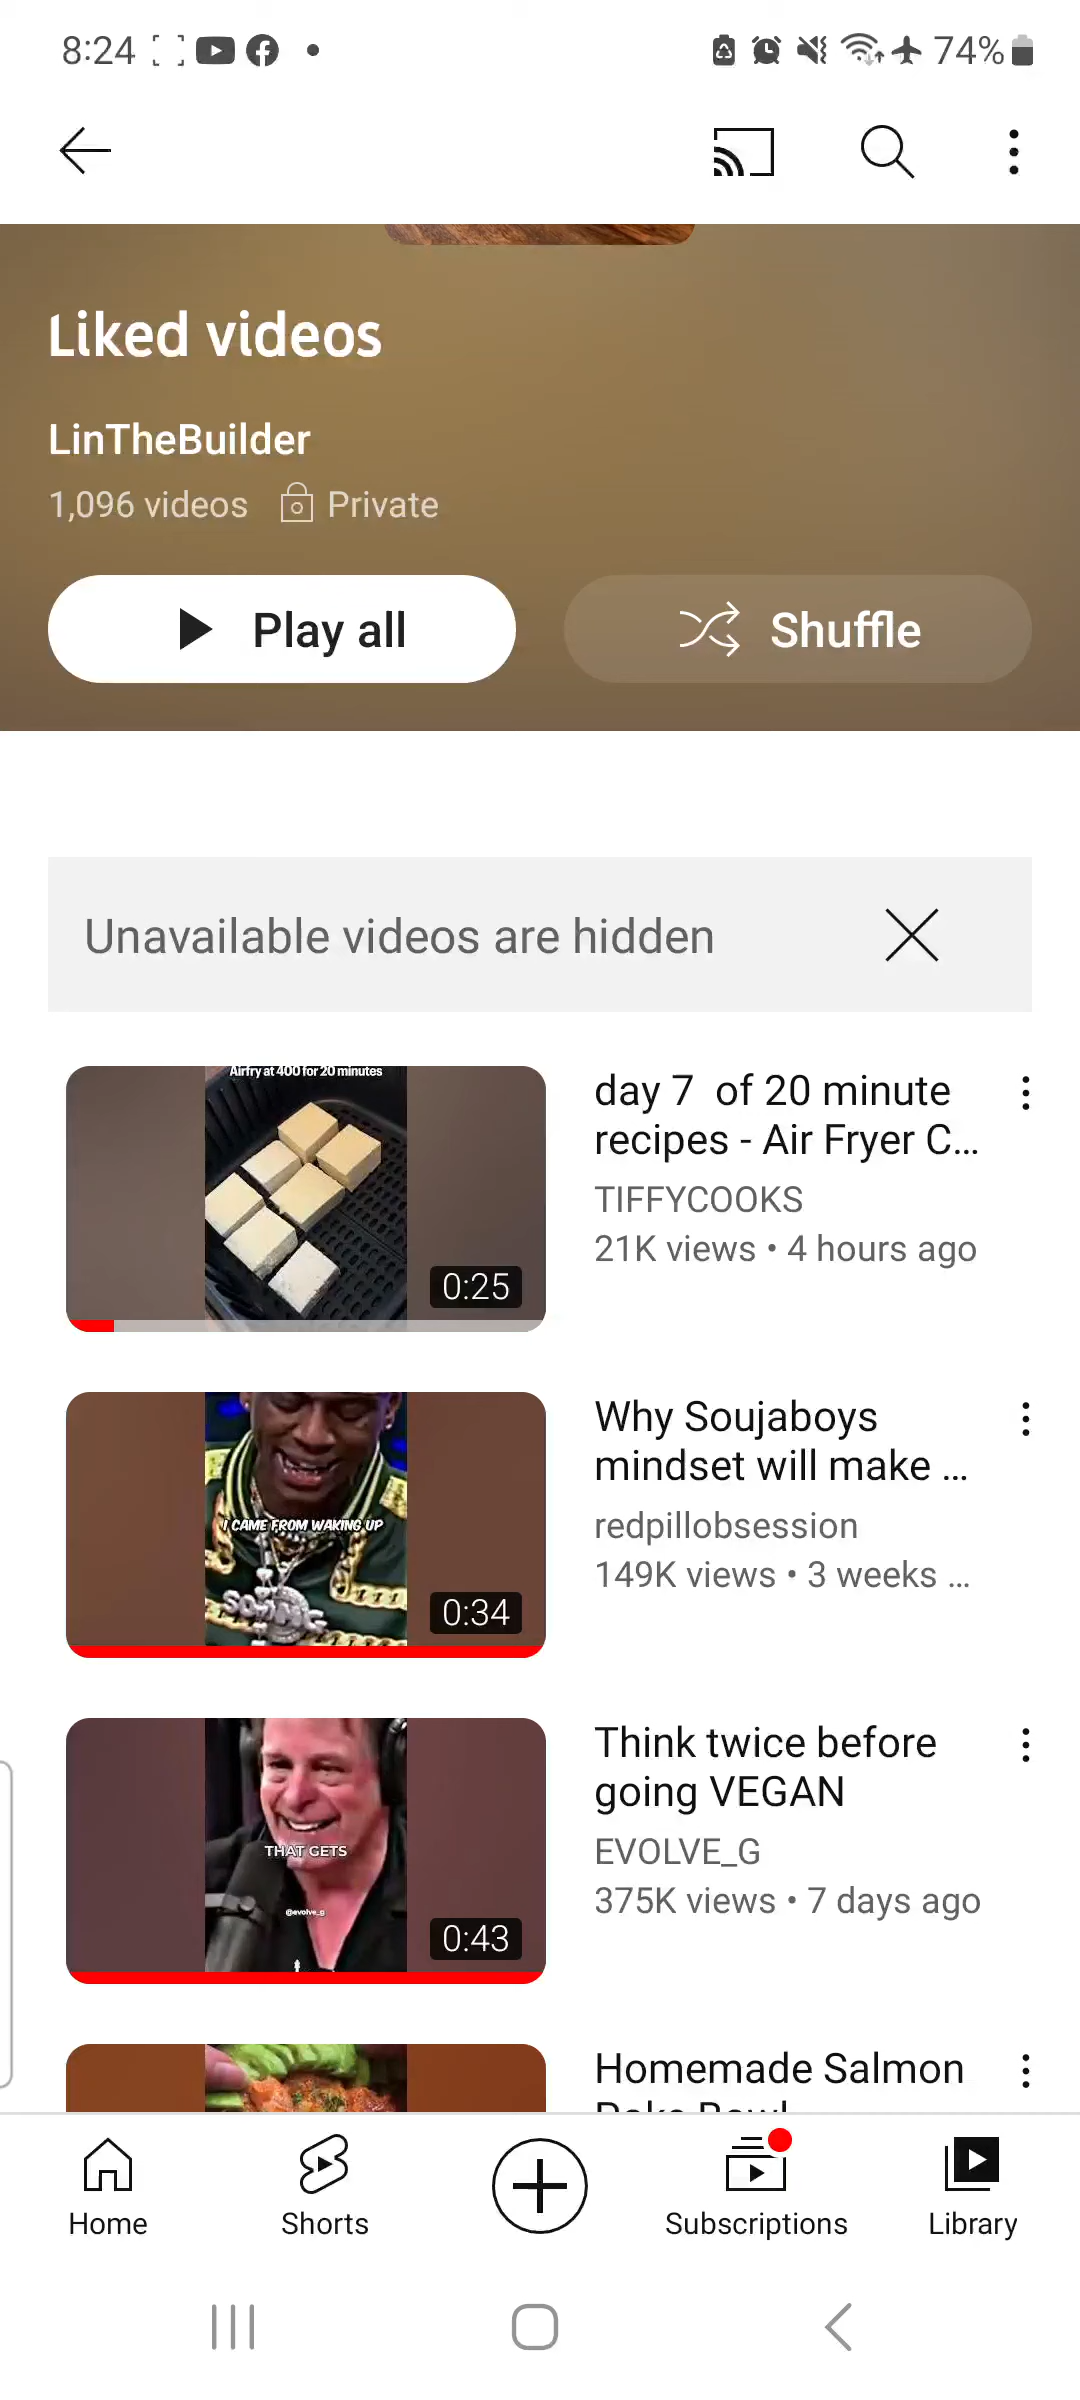 8:24
74%
Liked videos
LinTheBuilder
1,096 videos
Private
Play all
Shuffle
Unavailable videos are hidden
Airfry at 400 for 20 minutes
0:25
day 7 of 20 minute
recipes - Air Fryer C...
TIFFYCOOKS
21K views • 4 hours ago
I CAME FROM WAKING UP
0:34
Why Soujaboys
mindset will make ...
redpillobsession
149K views • 3 weeks ...
THAT GETS
@evolve_g
0:43
Think twice before
going VEGAN
EVOLVE_G
375K views • 7 days ago
Homemade Salmon
Poke Bowl
Home
Shorts
Subscriptions
Library